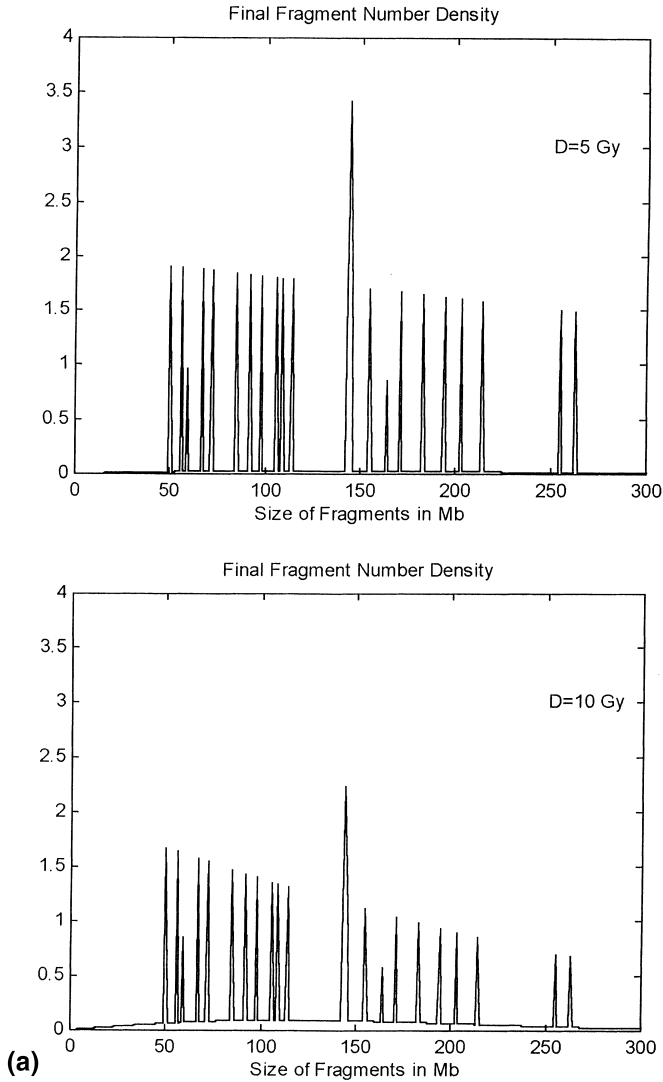 Final Fragment Number Density
4
3.5
3
D=5 Gy
2.5
2
1.5
1
0.5
0
0 50 100 150 200 250 300
Size of Fragments in Mb
Final Fragment Number Density
4
3.5
3
D=10 Gy
2.5
2
1.5
1
0.5
0
0 50 100 150 200 250 300
(a) Size of Fragments in Mb